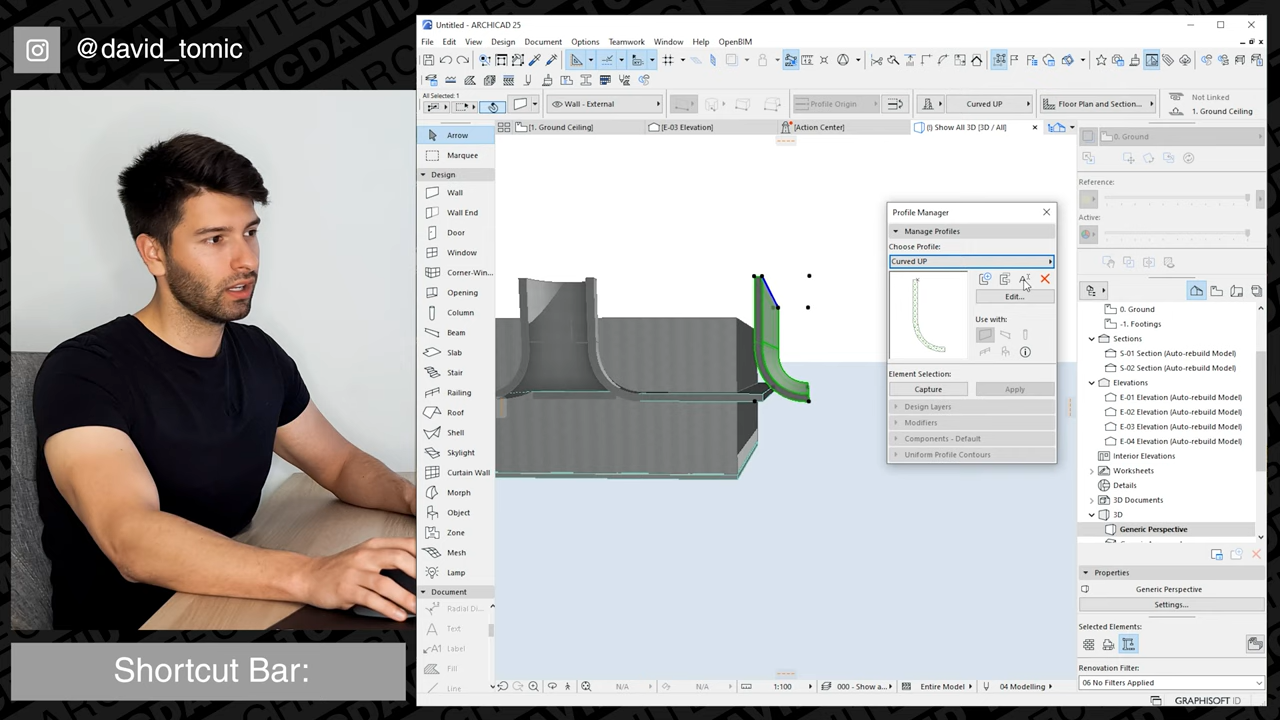 @david_tomic
Untitled - ARCHICAD 25
File Edit View Design Document Options Teamwork Window Help OpenBIM
All Selected: 1
Wall - External
Profile Origin
Curved UP
Floor Plan and Section...
Not Linked
1. Ground Ceiling
[1. Ground Ceiling]
[E-03 Elevation]
[Action Center]
(!) Show All 3D [3D / All]
Arrow
Marquee
Design
Wall
Wall End
Door
Window
Corner-Win...
Opening
Column
Beam
Slab
Stair
Railing
Roof
Shell
Skylight
Curtain Wall
Morph
Object
Zone
Mesh
Lamp
Document
Radial Di...
Text
Label
Fill
Line
Profile Manager
Manage Profiles
Choose Profile:
Curved UP
Edit...
Use with:
Element Selection:
Capture
Apply
Design Layers
Modifiers
Components - Default
Uniform Profile Contours
0. Ground
Reference:
Active:
0. Ground
-1. Footings
Sections
S-01 Section (Auto-rebuild Model)
S-02 Section (Auto-rebuild Model)
Elevations
E-01 Elevation (Auto-rebuild Model)
E-02 Elevation (Auto-rebuild Model)
E-03 Elevation (Auto-rebuild Model)
E-04 Elevation (Auto-rebuild Model)
Interior Elevations
Worksheets
Details
3D Documents
3D
Generic Perspective
Properties
Generic Perspective
Settings...
Selected Elements:
Renovation Filter:
06 No Filters Applied
N/A
N/A
1:100
000 - Show a...
Entire Model
04 Modelling
GRAPHISOFT ID
Shortcut Bar: